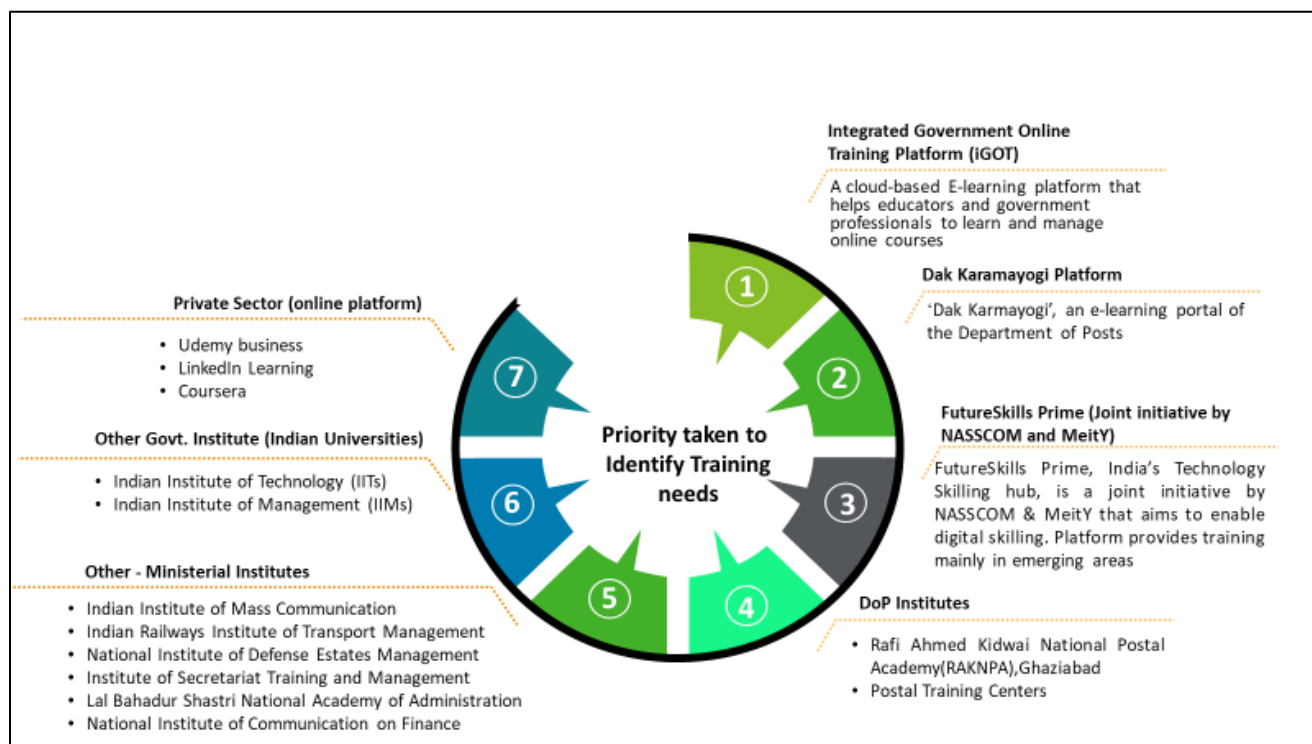 Integrated Government Online
Training Platform (iGOT)
A cloud-based E-learning platform that
helps educators and government
professionals to learn and manage
online courses
Dak Karamayogi Platform
‘Dak Karmayogi’, an e-learning portal of
the Department of Posts
FutureSkills Prime (Joint initiative by
NASSCOM and MeitY)
FutureSkills Prime, India’s Technology
Skilling hub, is a joint initiative by
NASSCOM & MeitY that aims to enable
digital skilling. Platform provides training
mainly in emerging areas
DoP Institutes
• Rafi Ahmed Kidwai National Postal
Academy(RAKNPA),Ghaziabad
• Postal Training Centers
Other - Ministerial Institutes
• Indian Institute of Mass Communication
• Indian Railways Institute of Transport Management
• National Institute of Defense Estates Management
• Institute of Secretariat Training and Management
• Lal Bahadur Shastri National Academy of Administration
• National Institute of Communication on Finance
Other Govt. Institute (Indian Universities)
• Indian Institute of Technology (IITs)
• Indian Institute of Management (IIMs)
Private Sector (online platform)
• Udemy business
• LinkedIn Learning
• Coursera
Priority taken to
Identify Training
needs
1
2
3
4
5
6
7